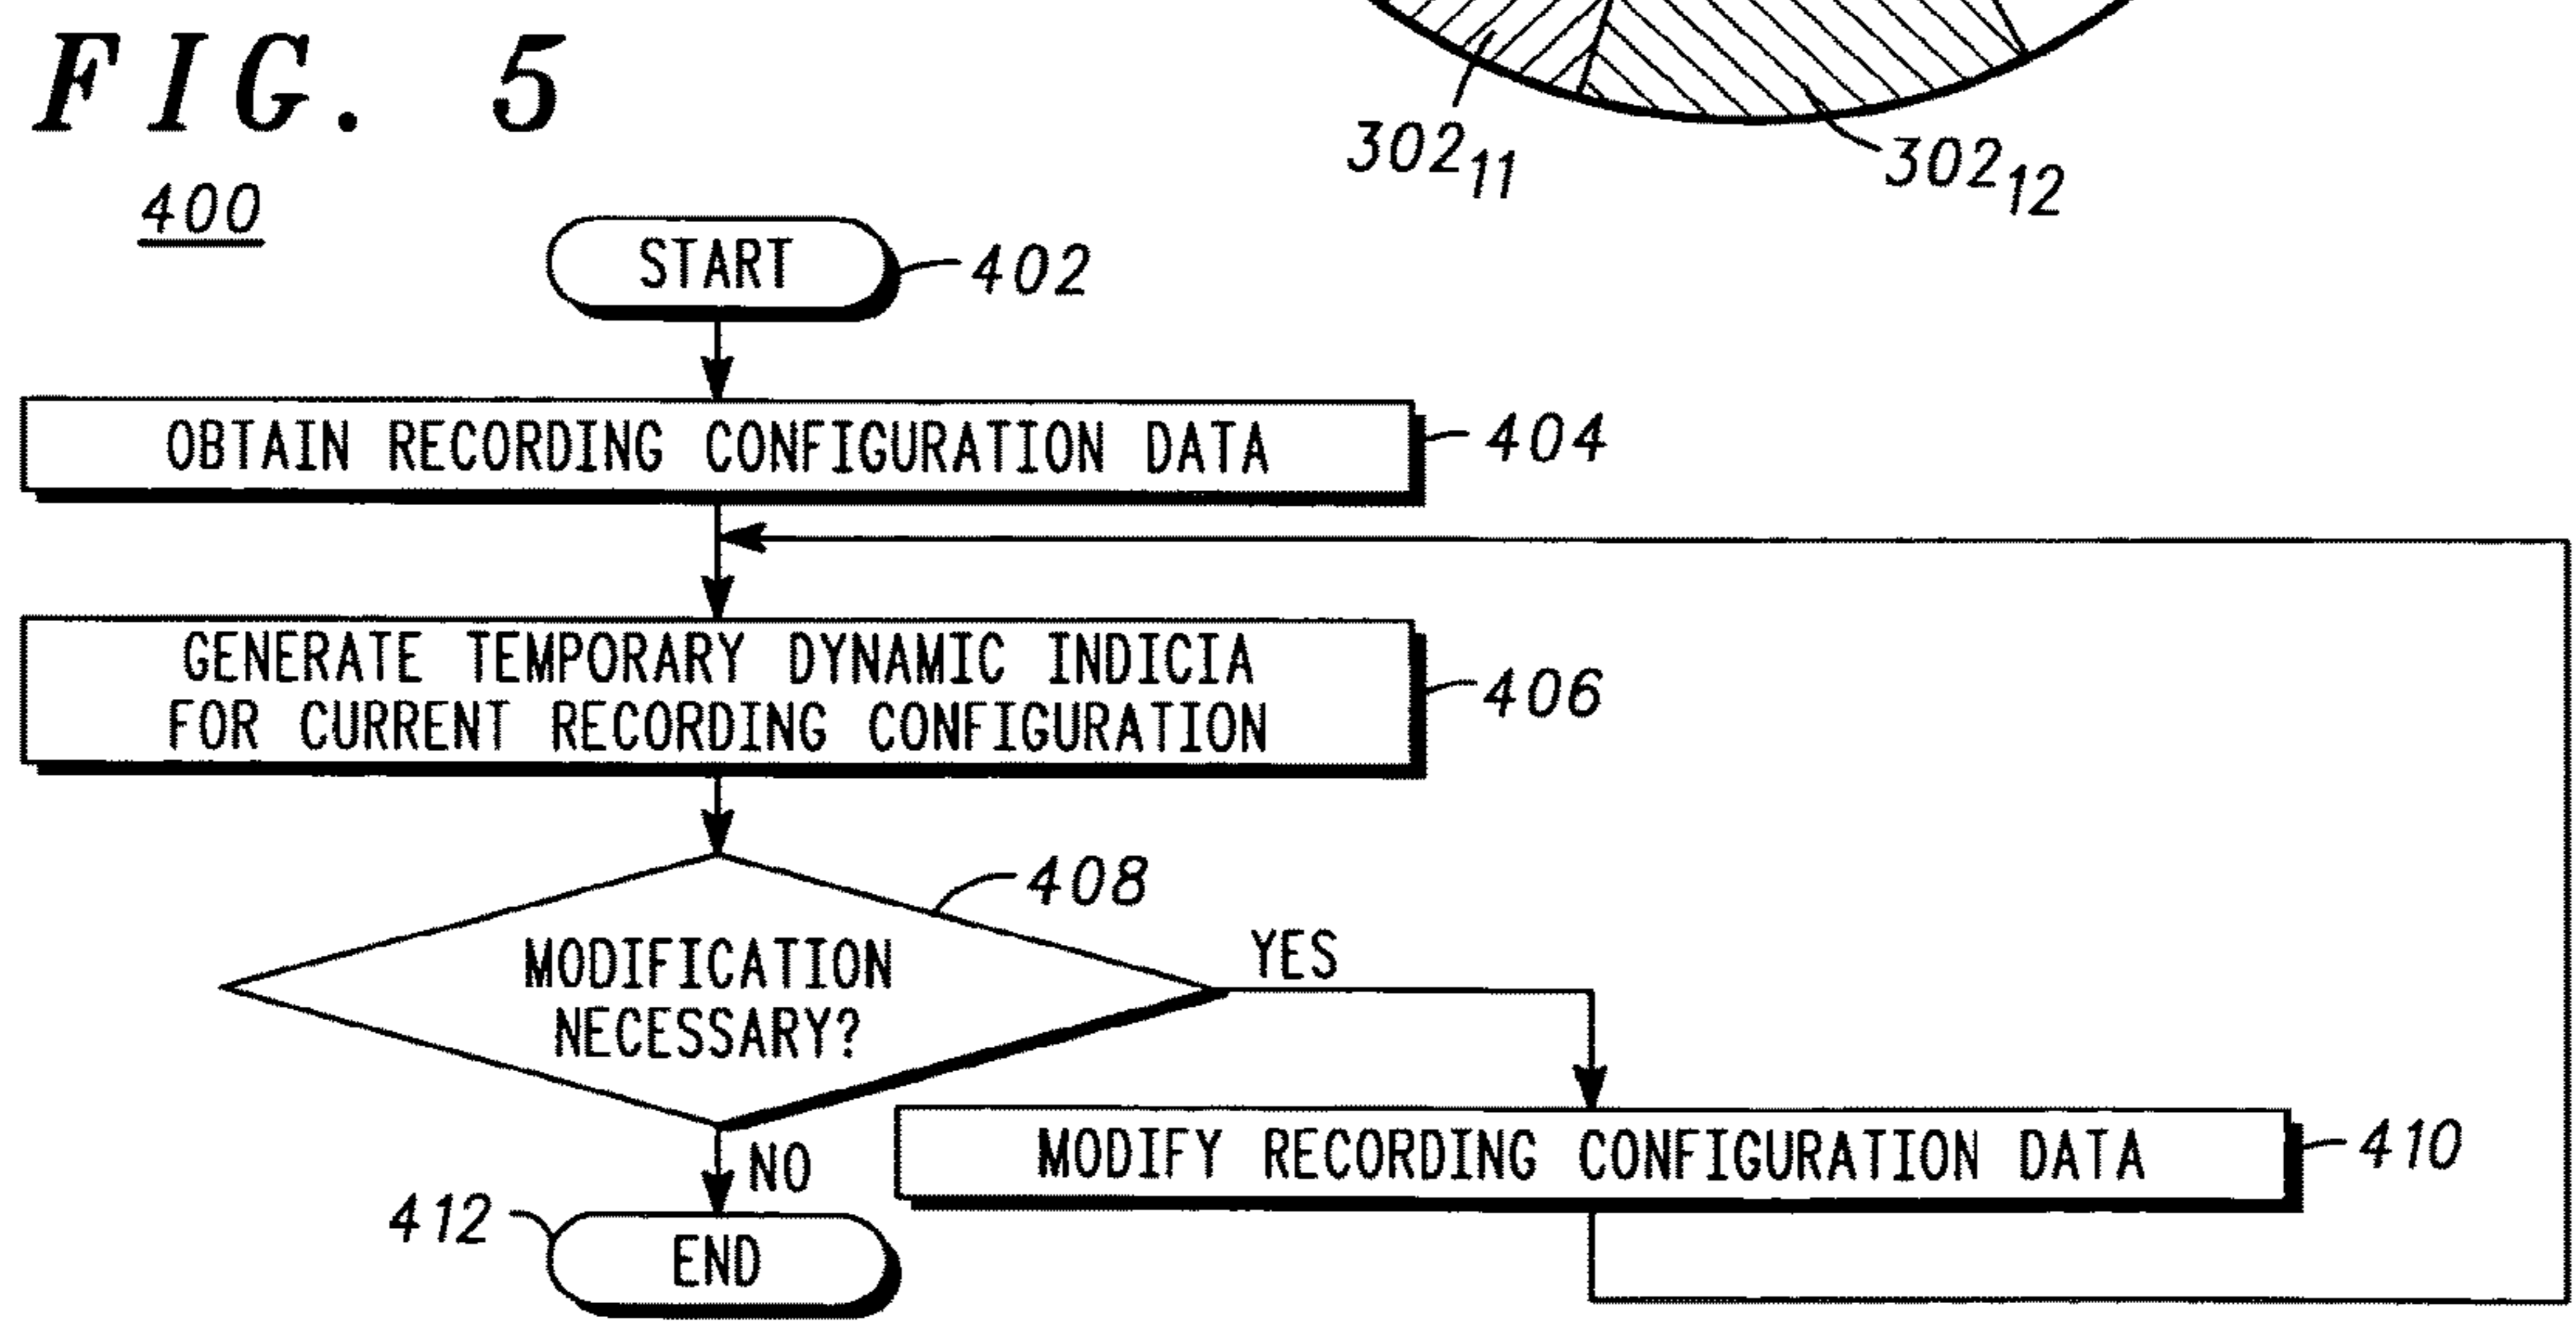 FIG. 5
302₁₁
302₁₂
400
START
402
OBTAIN RECORDING CONFIGURATION DATA
404
GENERATE TEMPORARY DYNAMIC INDICIA
FOR CURRENT RECORDING CONFIGURATION
406
408
MODIFICATION
NECESSARY?
YES
MODIFY RECORDING CONFIGURATION DATA
410
NO
412
END